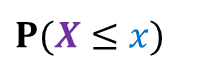 P(X ≤ x)